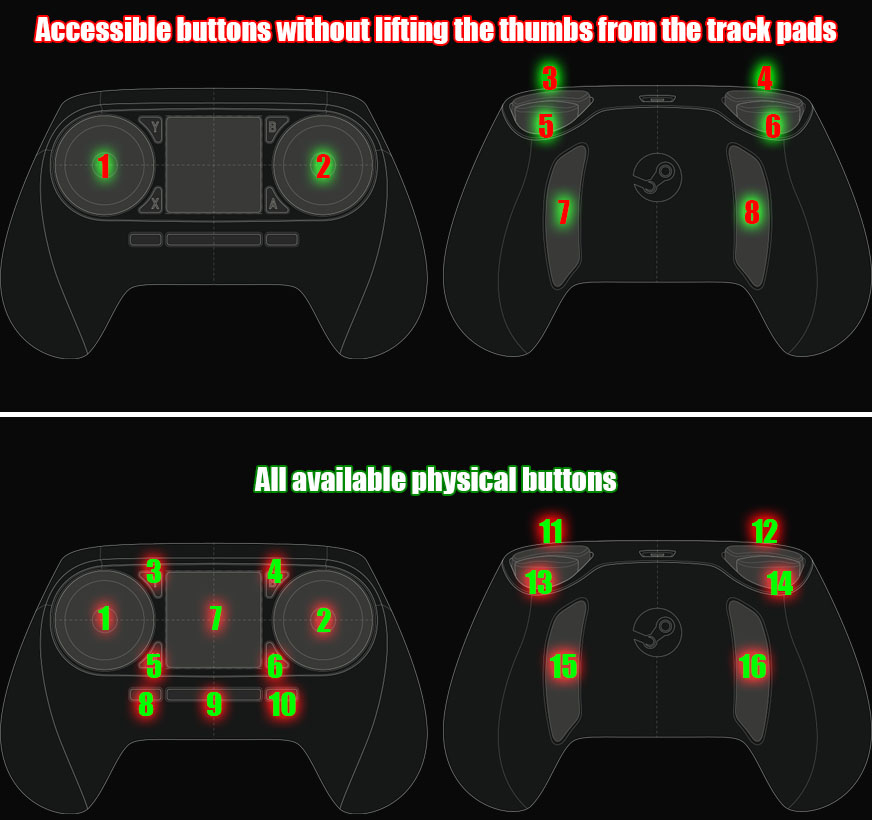 Accessible buttons without lifting the thumbs from the track pads
3 4
5 6
Y B
1 2
X A
7 8
All available physical buttons
11 12
3 4
13 14
1 7 2
5 6
15 16
8 9 10